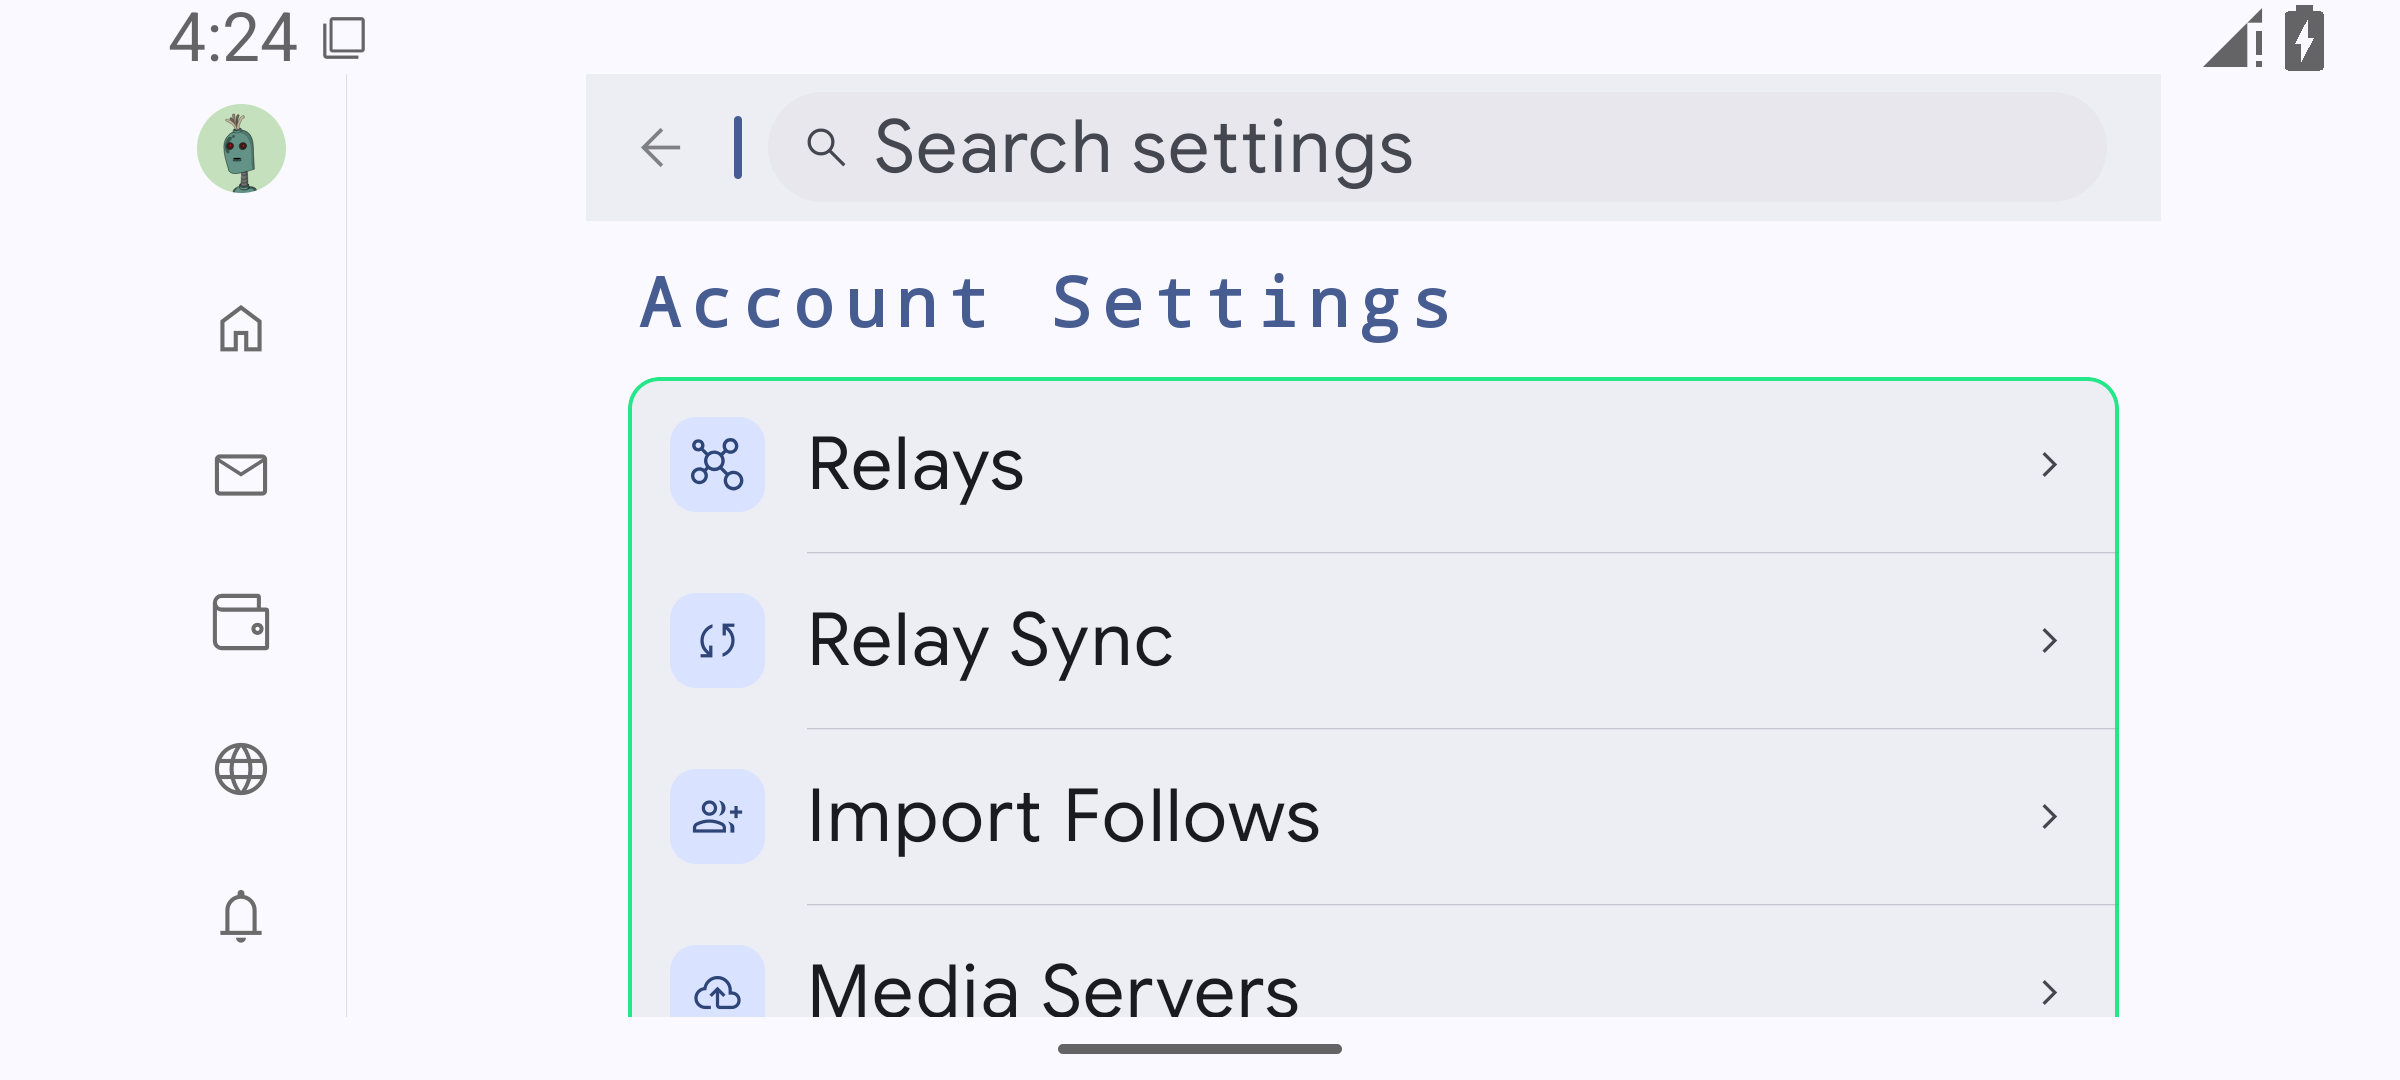 4:24
Search settings
Account Settings
Relays
Relay Sync
Import Follows
Media Servers